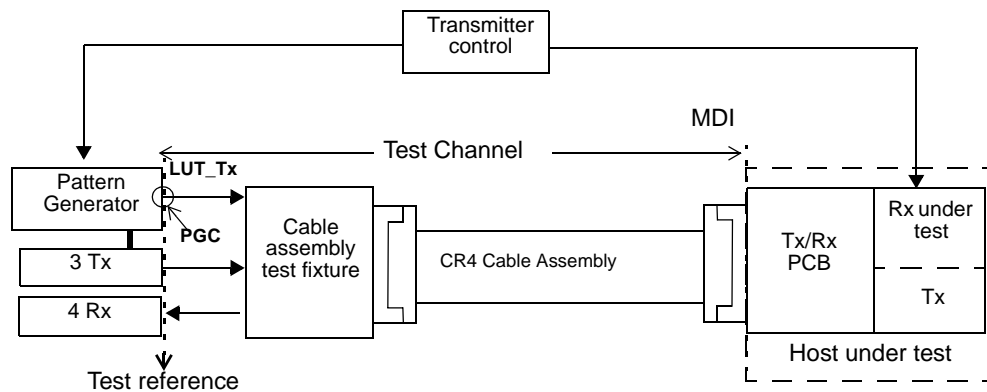 Transmitter
control
MDI
Test Channel
LUT_Tx
Pattern
Generator
PGC
3 Tx
4 Rx
Cable
assembly
test fixture
CR4 Cable Assembly
Tx/Rx
PCB
Rx under
test
Tx
Host under test
Test reference